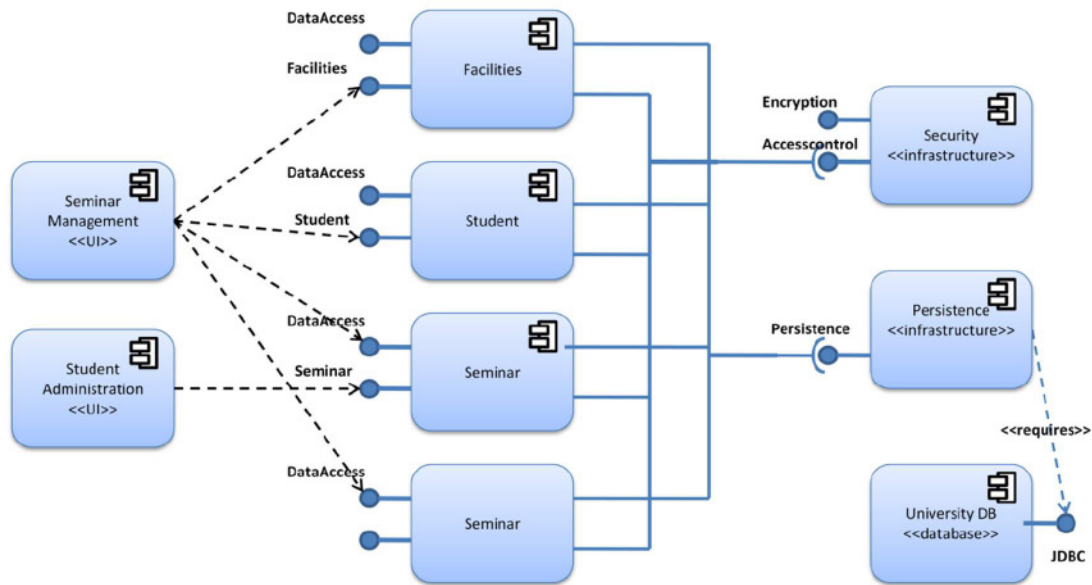 DataAccess
Facilities
Facilities
Encryption
Accesscontrol
Security
<<infrastructure>>
DataAccess
Student
Student
Seminar
Management
<<UI>>
DataAccess
Seminar
Seminar
Persistence
Persistence
<<infrastructure>>
Student
Administration
<<UI>>
<<requires>>
DataAccess
Seminar
University DB
<<database>>
JDBC